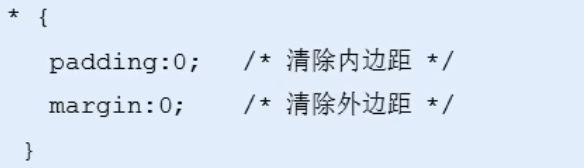 * {
padding:0; /* 清除内边距 */
margin:0; /* 清除外边距 */
}